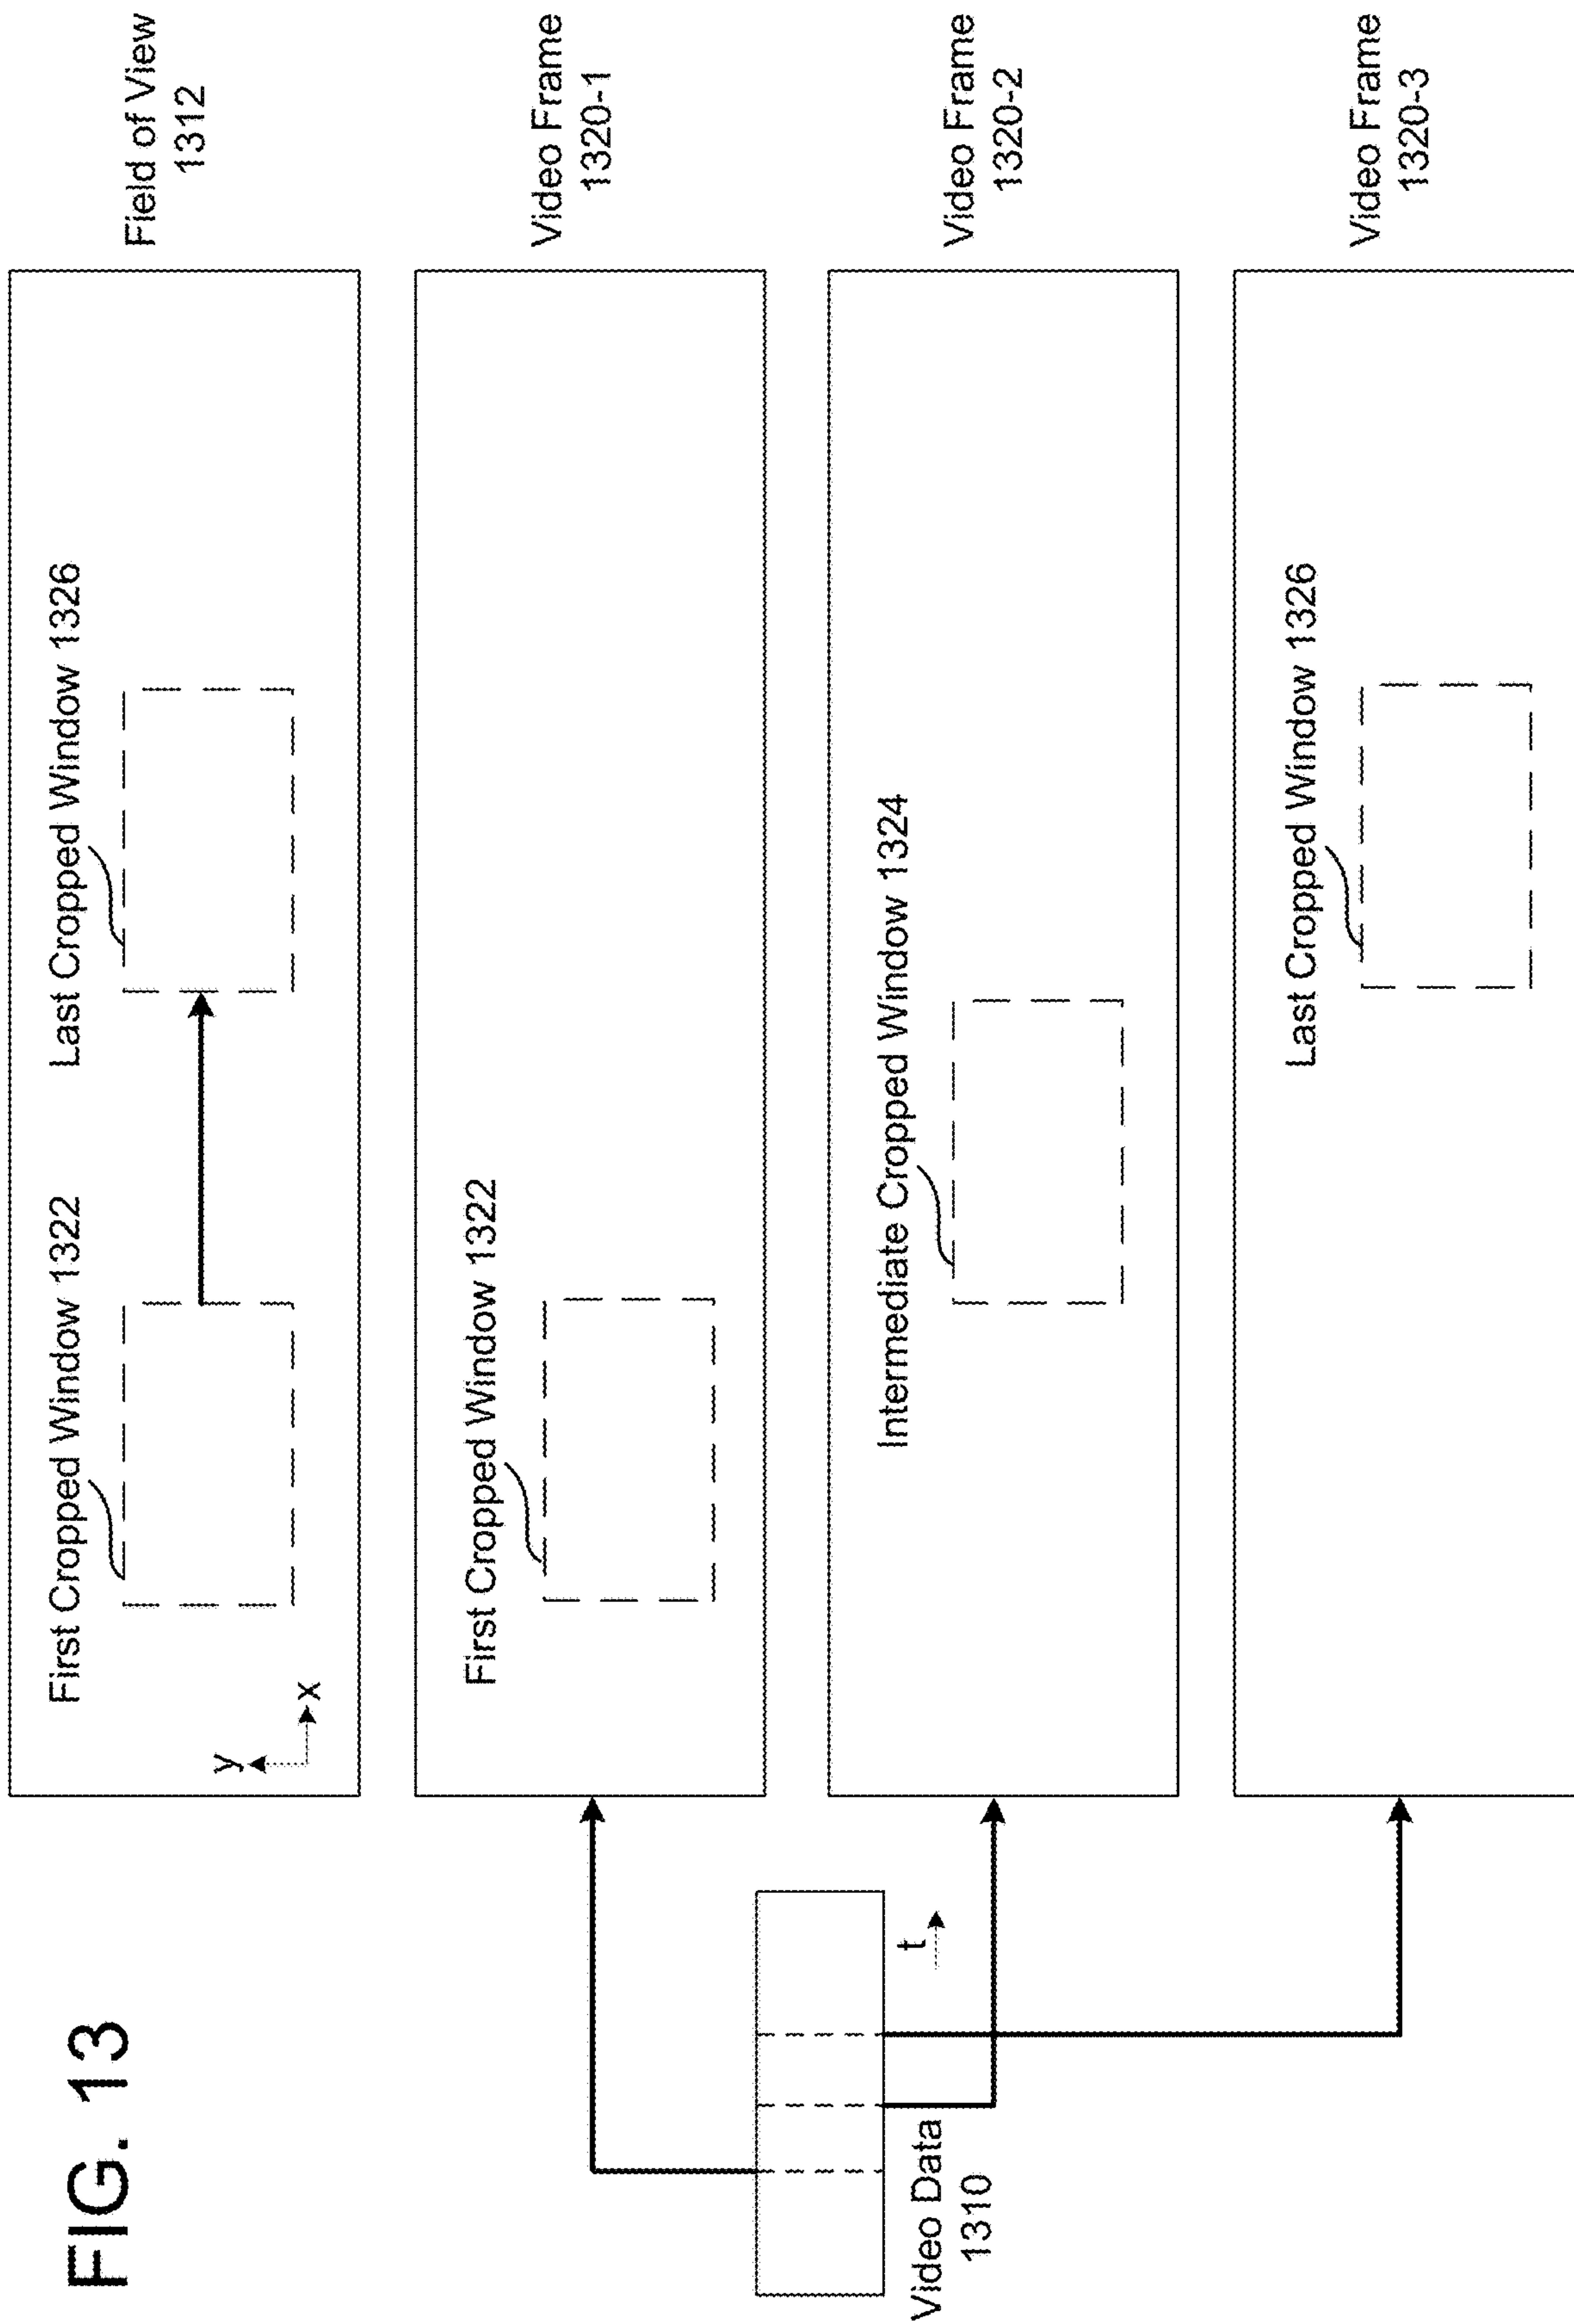 FIG. 13
First Cropped Window 1322
Last Cropped Window 1326
Field of View
1312
y
x
First Cropped Window 1322
Video Frame
1320-1
Video Data
1310
t
Intermediate Cropped Window 1324
Video Frame
1320-2
Last Cropped Window 1326
Video Frame
1320-3